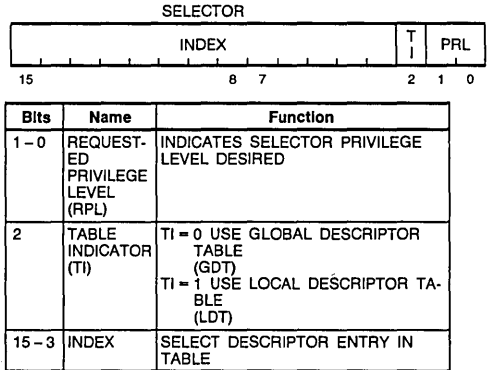 SELECTOR
INDEX
T
I
PRL
15 8 7 2 1 0
Bits Name Function
1–0 REQUEST- INDICATES SELECTOR PRIVILEGE
ED LEVEL DESIRED
PRIVILEGE
LEVEL
(RPL)
2 TABLE TI = 0 USE GLOBAL DESCRIPTOR
INDICATOR TABLE
(TI) (GDT)
TI = 1 USE LOCAL DESCRIPTOR TA-
BLE
(LDT)
15–3 INDEX SELECT DESCRIPTOR ENTRY IN
TABLE